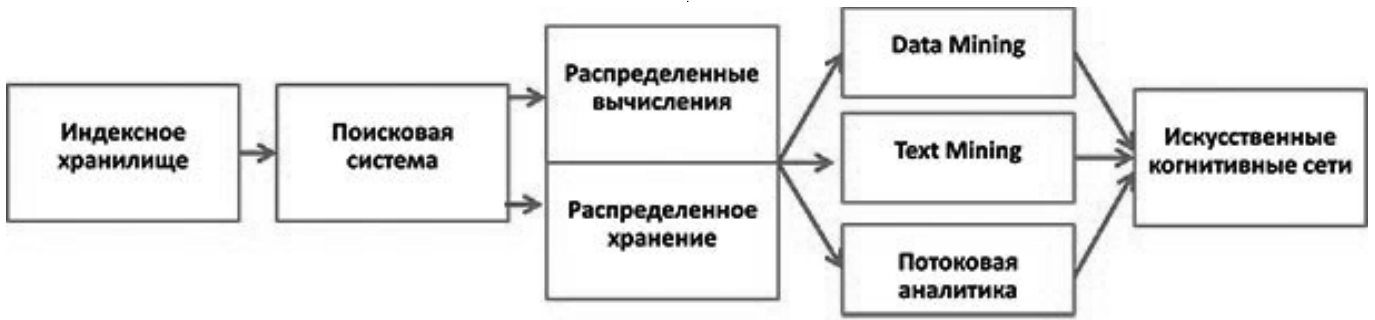 Индексное
хранилище
Поисковая
система
Распределенные
вычисления
Распределенное
хранение
Data Mining
Text Mining
Потоковая
аналитика
Искусственные
когнитивные сети